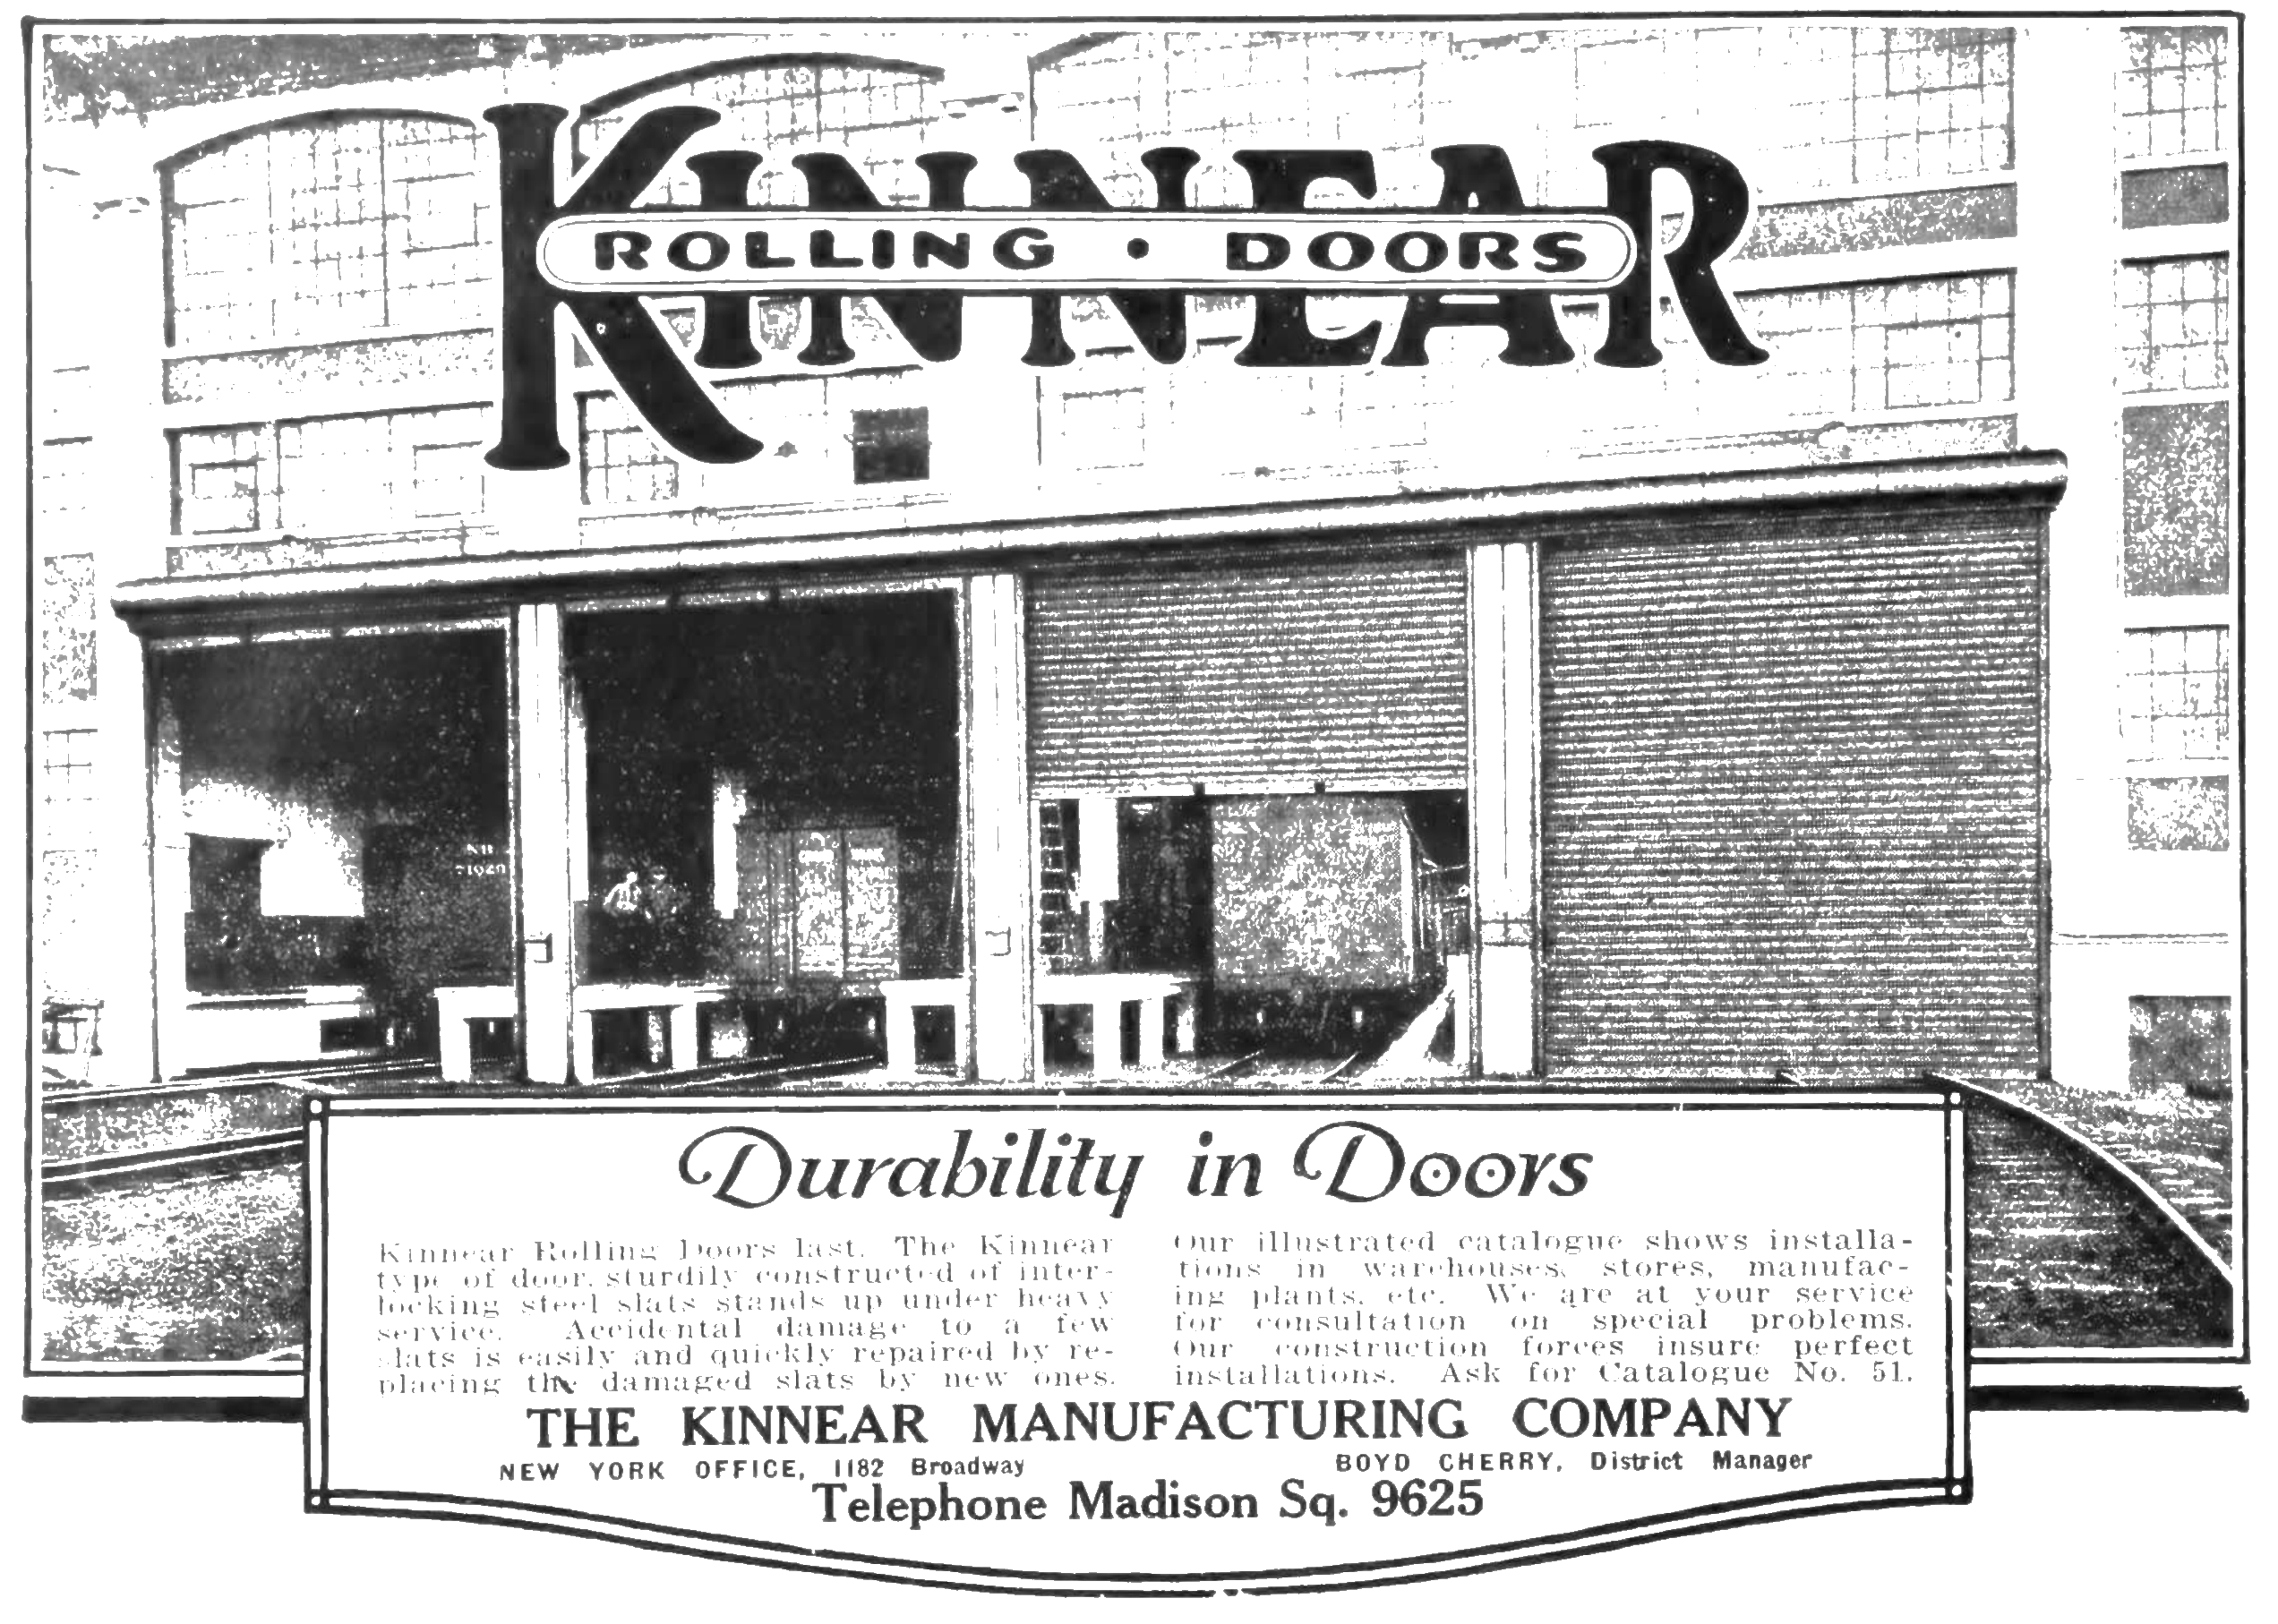 KINNEAR
ROLLING • DOORS
Durability in Doors
Kinnear Rolling Doors last. The Kinnear
type of door, sturdily constructed of inter-
locking steel slats stands up under heavy
service. Accidental damage to a few
slats is easily and quickly repaired by re-
placing the damaged slats by new ones.
Our illustrated catalogue shows installa-
tions in warehouses, stores, manufac-
ing plants, etc. We are at your service
for consultation on special problems.
Our construction forces insure perfect
installations. Ask for Catalogue No. 51.
THE KINNEAR MANUFACTURING COMPANY
NEW YORK OFFICE, 1182 Broadway
BOYD CHERRY, District Manager
Telephone Madison Sq. 9625